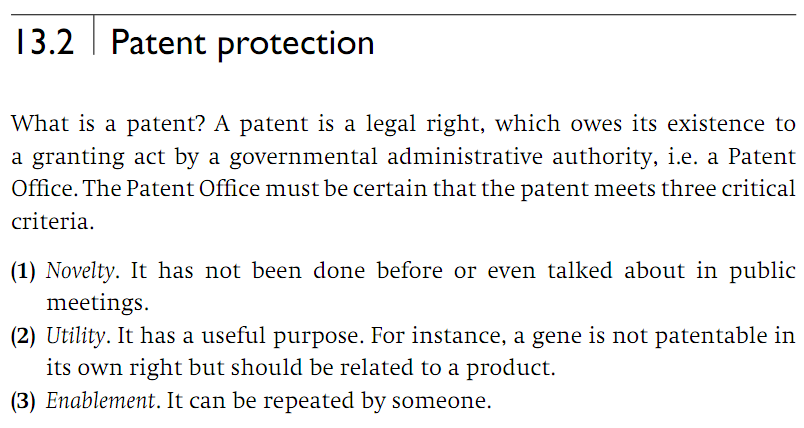 13.2 Patent protection
What is a patent? A patent is a legal right, which owes its existence to
a granting act by a governmental administrative authority, i.e. a Patent
Office. The Patent Office must be certain that the patent meets three critical
criteria.
(1) Novelty. It has not been done before or even talked about in public
meetings.
(2) Utility. It has a useful purpose. For instance, a gene is not patentable in
its own right but should be related to a product.
(3) Enablement. It can be repeated by someone.